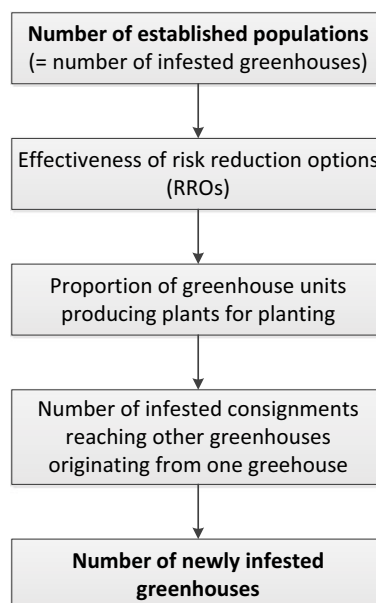 Number of established populations
(= number of infested greenhouses)
Effectiveness of risk reduction options
(RROs)
Proportion of greenhouse units
producing plants for planting
Number of infested consignments
reaching other greenhouses
originating from one greehouse
Number of newly infested
greenhouses